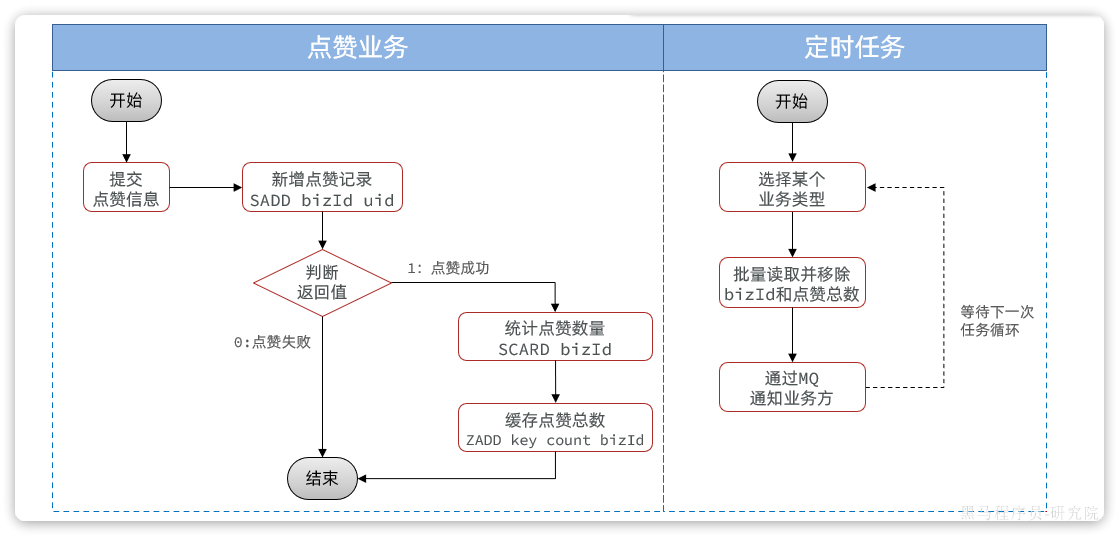 点赞业务
定时任务
开始
提交
点赞信息
新增点赞记录
SADD bizId uid
判断
返回值
1：点赞成功
0:点赞失败
统计点赞数量
SCARD bizId
缓存点赞总数
ZADD key count bizId
结束
开始
选择某个
业务类型
批量读取并移除
bizId和点赞总数
通过MQ
通知业务方
等待下一次
任务循环
黑马程序员-研究院